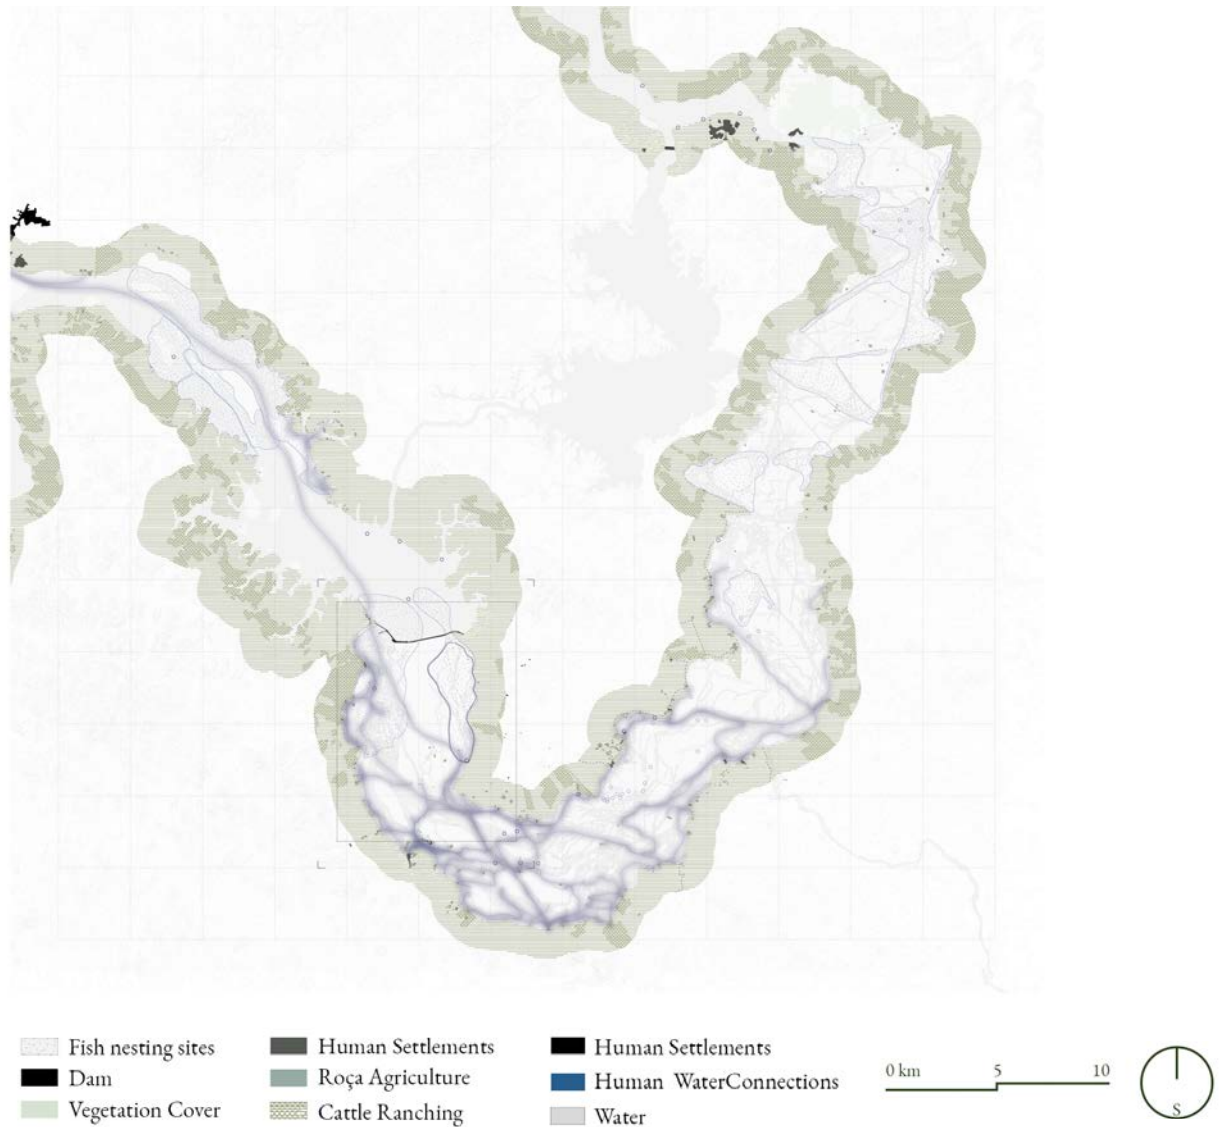 Fish nesting sites
Dam
Vegetation Cover
Human Settlements
Roça Agriculture
Cattle Ranching
Human Settlements
Human WaterConnections
Water
0 km 5 10
S